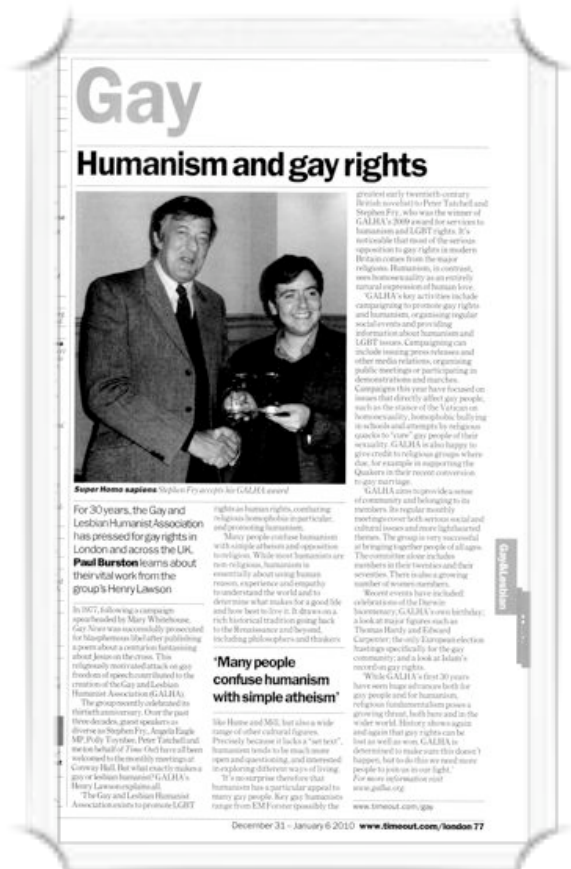 Gay
Humanism and gay rights
Super Homo sapiens Stephen Fry accepts his GALHA award
For 30 years, the Gay and
Lesbian Humanist Association
has pressed for gay rights in
London and across the UK.
Paul Burston learns about
their vital work from the
group's Henry Lawson
In 1977, following a campaign
spearheaded by Mary Whitehouse,
Gay News was successfully prosecuted
for blasphemous libel after publishing
a poem about a centurion fantasising
about Jesus on the cross. This
religiously motivated attack on gay
freedom of speech contributed to the
creation of the Gay and Lesbian
Humanist Association (GALHA).
The group recently celebrated its
thirtieth anniversary. Over the past
three decades, guest speakers as
diverse as Stephen Fry, Angela Eagle
MP, Polly Toynbee, Peter Tatchell and
me (on behalf of Time Out) have all been
welcomed to the monthly meetings at
Conway Hall. But what exactly makes a
gay or lesbian humanist? GALHA's
Henry Lawson explains all.
'The Gay and Lesbian Humanist
Association exists to promote LGBT
rights as human rights, combating
religious homophobia in particular,
and promoting humanism.
'Many people confuse humanism
with simple atheism and opposition
to religion. While most humanists are
non-religious, humanism is
essentially about using human
reason, experience and empathy
to understand the world and to
determine what makes for a good life
and how best to live it. It draws on a
rich historical tradition going back
to the Renaissance and beyond,
including philosophers and thinkers
'Many people
confuse humanism
with simple atheism'
like Hume and Mill, but also a wide
range of other cultural figures.
Precisely because it lacks a "set text",
humanism tends to be much more
open and questioning, and interested
in exploring different ways of living.
'It's no surprise therefore that
humanism has a particular appeal to
many gay people. Key gay humanists
range from EM Forster (possibly the
greatest early twentieth-century
British novelist) to Peter Tatchell and
Stephen Fry, who was the winner of
GALHA's 2009 award for services to
humanism and LGBT rights. It's
noticeable that most of the serious
opposition to gay rights in modern
Britain comes from the major
religions. Humanism, in contrast,
sees homosexuality as an entirely
natural expression of human love.
'GALHA's key activities include
campaigning to promote gay rights
and humanism, organising regular
social events and providing
information about humanism and
LGBT issues. Campaigning can
include issuing press releases and
other media relations, organising
public meetings or participating in
demonstrations and marches.
Campaigns this year have focused on
issues that directly affect gay people,
such as the stance of the Vatican on
homosexuality, homophobic bullying
in schools and attempts by religious
quacks to "cure" gay people of their
sexuality. GALHA is also happy to
give credit to religious groups where
due, for example in supporting the
Quakers in their recent conversion
to gay marriage.
'GALHA aims to provide a sense
of community and belonging to its
members. Its regular monthly
meetings cover both serious social and
cultural issues and more lighthearted
themes. The group is very successful
at bringing together people of all ages.
The committee alone includes
members in their twenties and their
seventies. There is also a growing
number of women members.
'Recent events have included
celebrations of the Darwin
bicentenary, GALHA's own birthday;
a look at major figures such as
Thomas Hardy and Edward
Carpenter; the only European election
hustings specifically for the gay
community; and a look at Islam's
record on gay rights.
'While GALHA's first 30 years
have seen huge advances both for
gay people and for humanism,
religious fundamentalism poses a
growing threat, both here and in the
wider world. History shows again
and again that gay rights can be
lost as well as won. GALHA is
determined to make sure this doesn't
happen, but to do this we need more
people to join us in our fight.'
For more information visit
www.galha.org.
www.timeout.com/gay
Gay&Lesbian
December 31 – January 6 2010 www.timeout.com/london 77